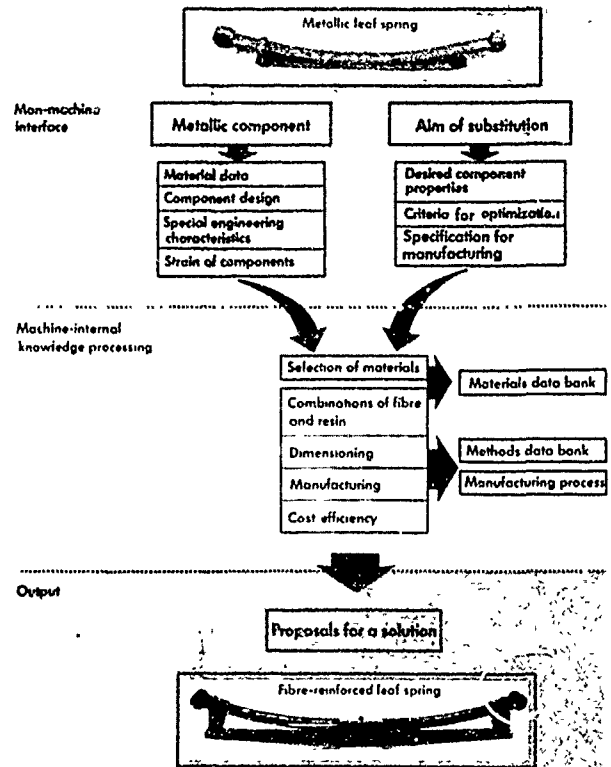 Metallic leaf spring
Man-machine
interface
Metallic component
Aim of substitution
Material data
Component design
Special engineering
characteristics
Strain of components
Desired component
properties
Criteria for optimization
Specification for
manufacturing
Machine-internal
knowledge processing
Selection of materials
Combinations of fibre
and resin
Dimensioning
Manufacturing
Cost efficiency
Materials data bank
Methods data bank
Manufacturing process
Output
Proposals for a solution
Fibre-reinforced leaf spring